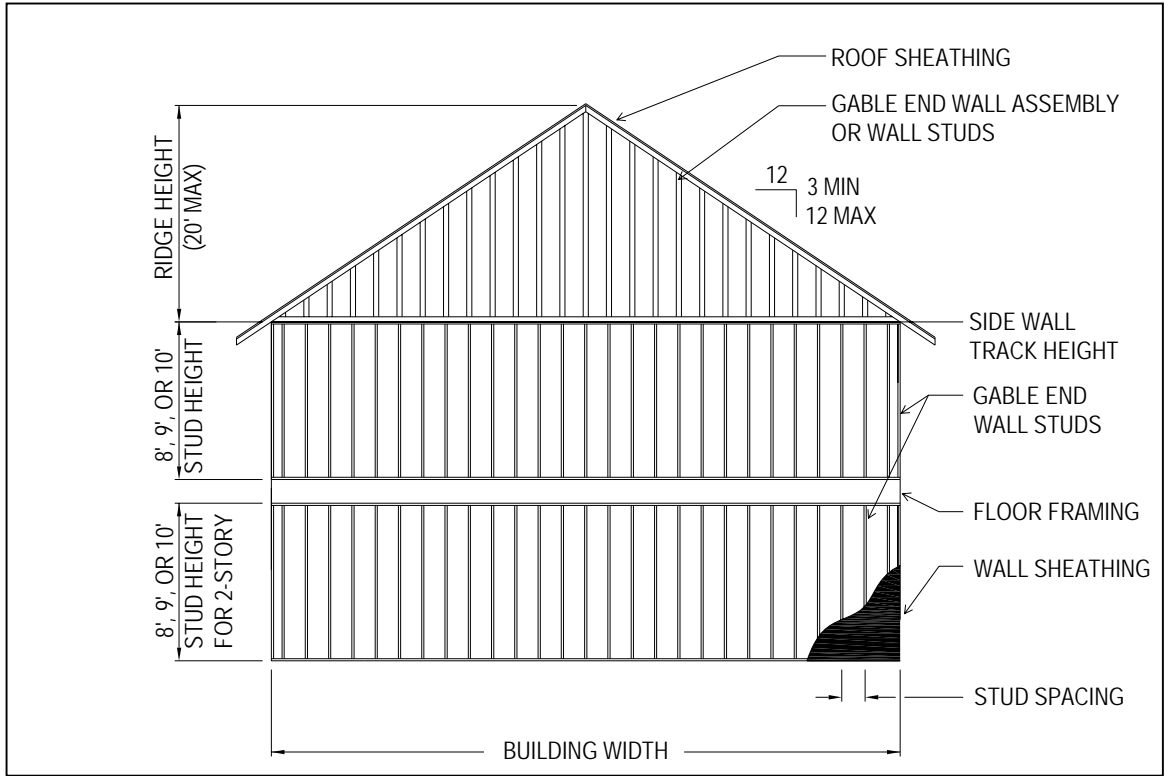 ROOF SHEATHING
GABLE END WALL ASSEMBLY
OR WALL STUDS
12
3 MIN
12 MAX
RIDGE HEIGHT
(20' MAX)
SIDE WALL
TRACK HEIGHT
8', 9', OR 10'
STUD HEIGHT
GABLE END
WALL STUDS
FLOOR FRAMING
8', 9', OR 10'
STUD HEIGHT
FOR 2-STORY
WALL SHEATHING
STUD SPACING
BUILDING WIDTH